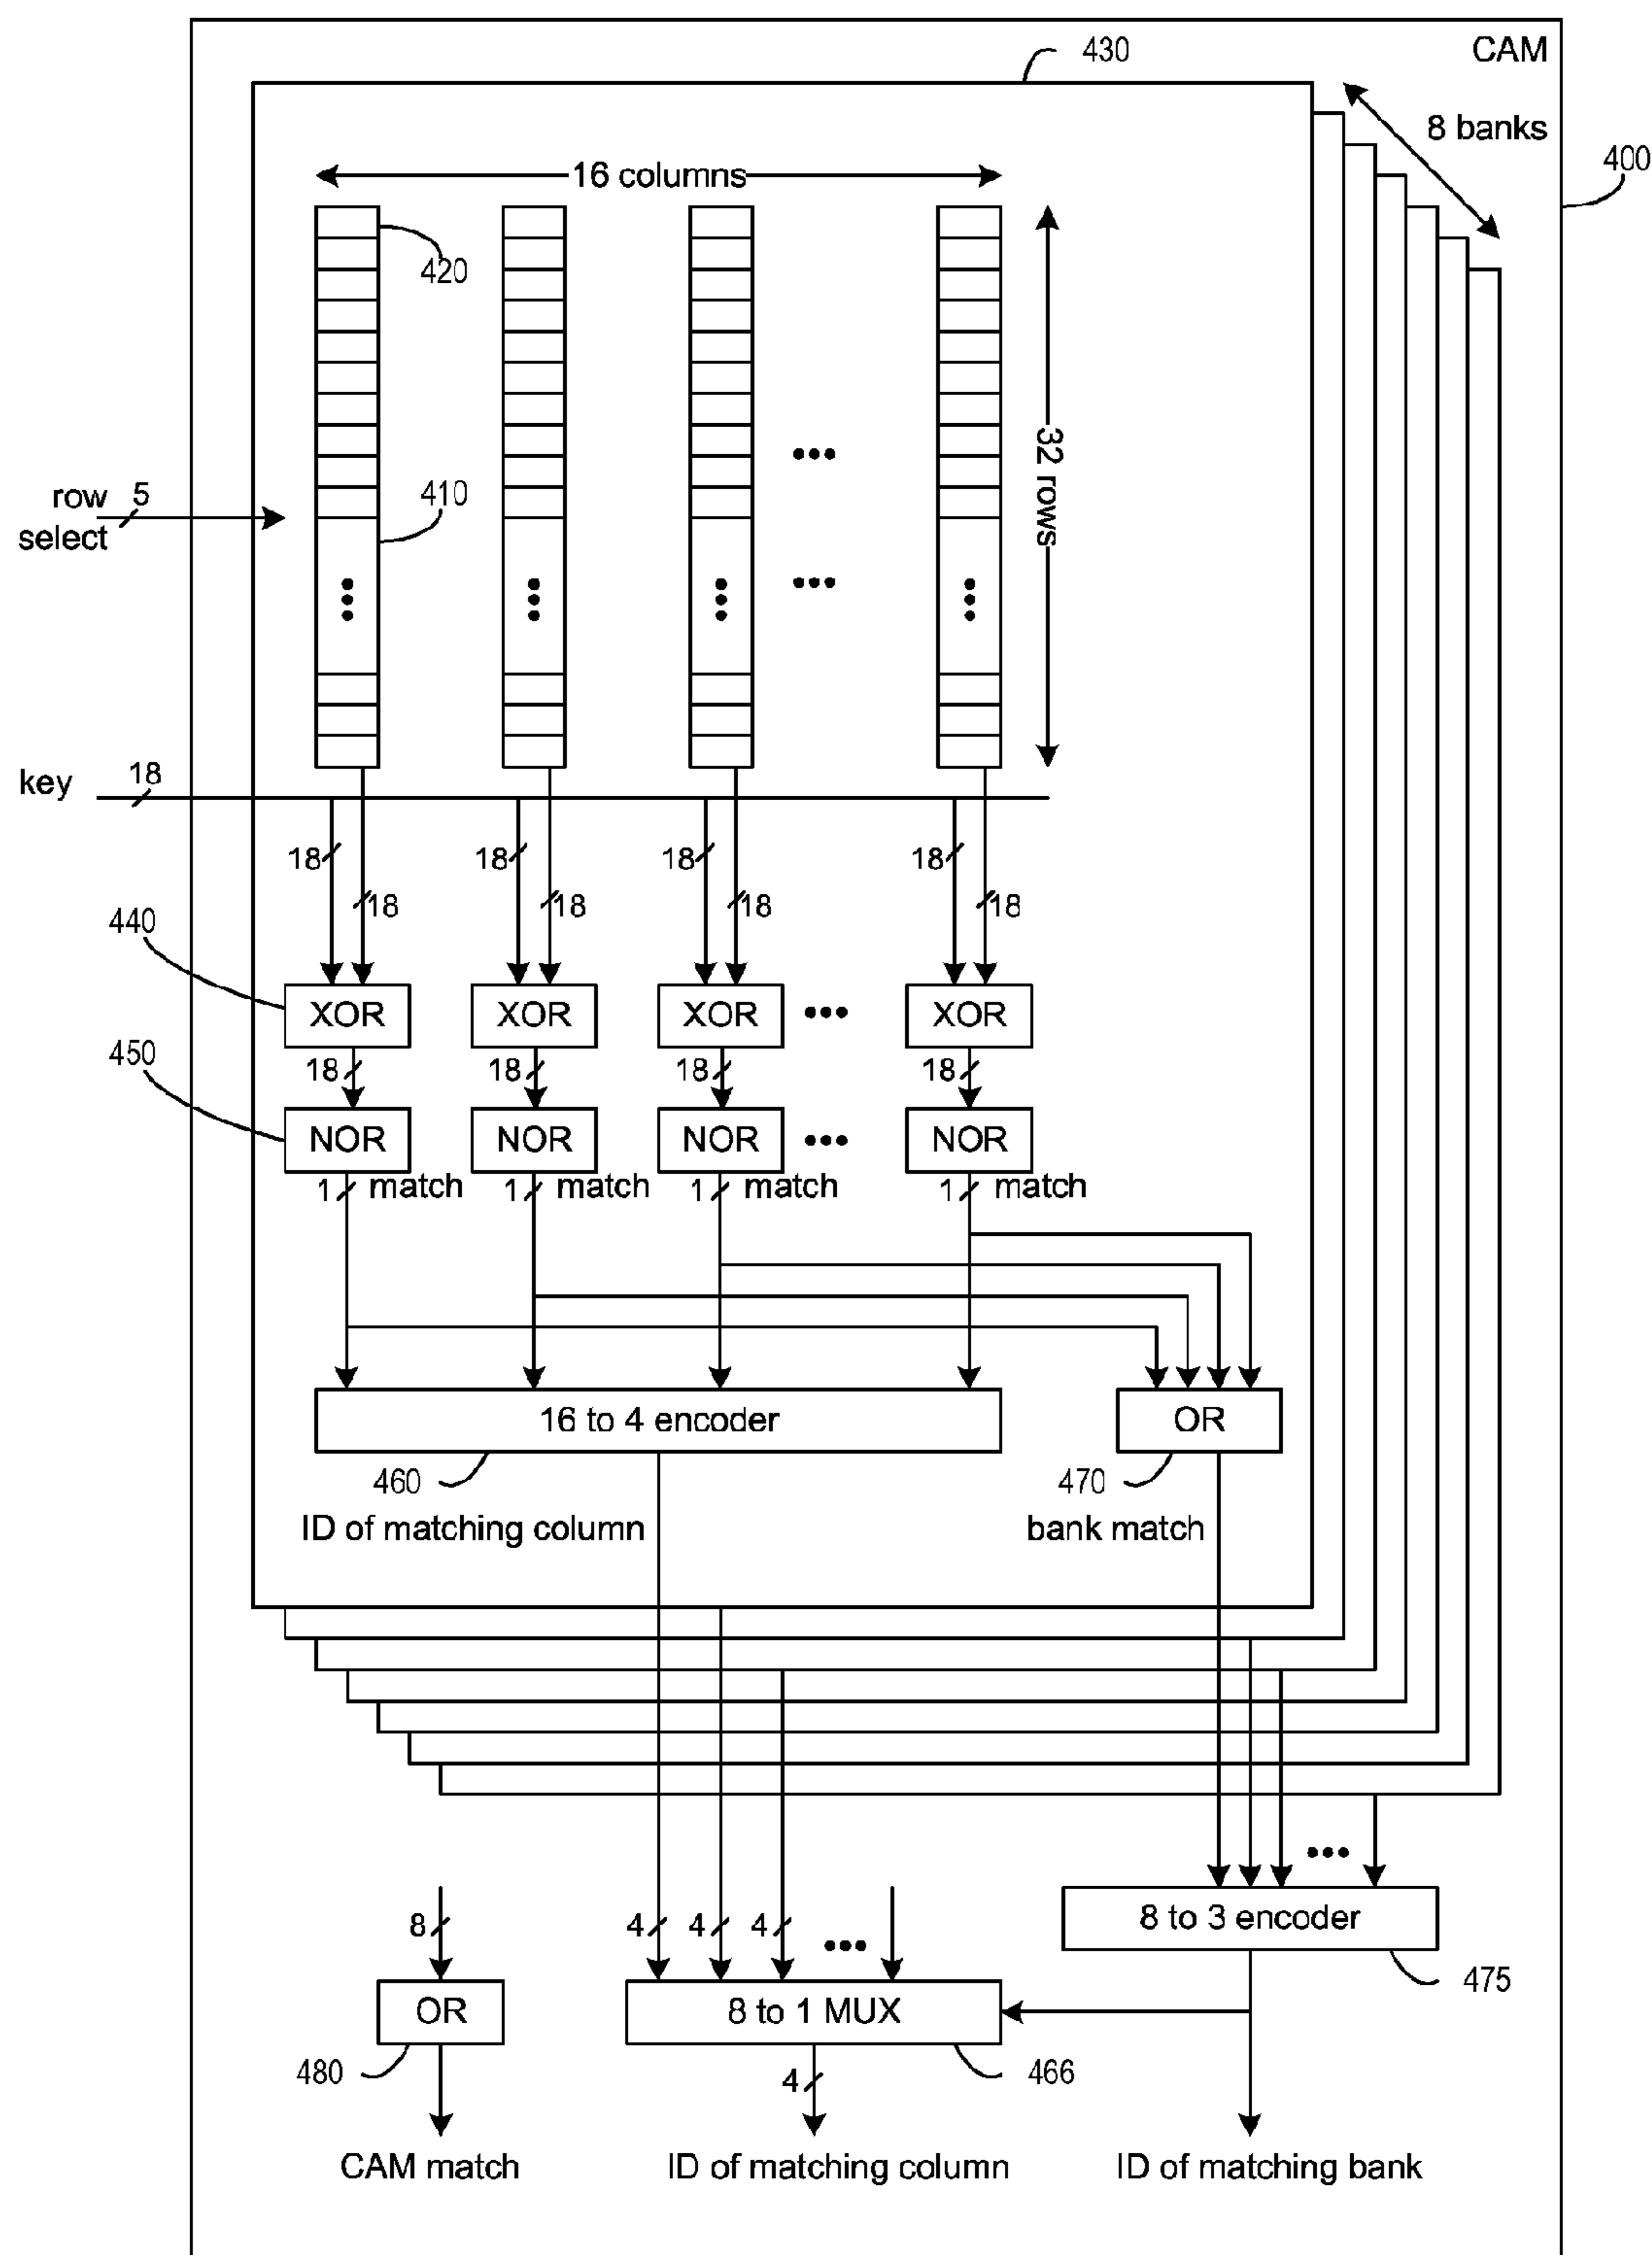 430
CAM
8 banks
400
16 columns
420
32 rows
row
select
5
410
key
18
18
18
18
18
18
18
18
18
440
XOR
XOR
XOR
•••
XOR
450
18
18
18
18
NOR
NOR
NOR
•••
NOR
1
match
1
match
1
match
1
match
16 to 4 encoder
OR
460
470
ID of matching column
bank match
8 to 3 encoder
8
4
4
4
475
OR
8 to 1 MUX
480
466
4
CAM match
ID of matching column
ID of matching bank